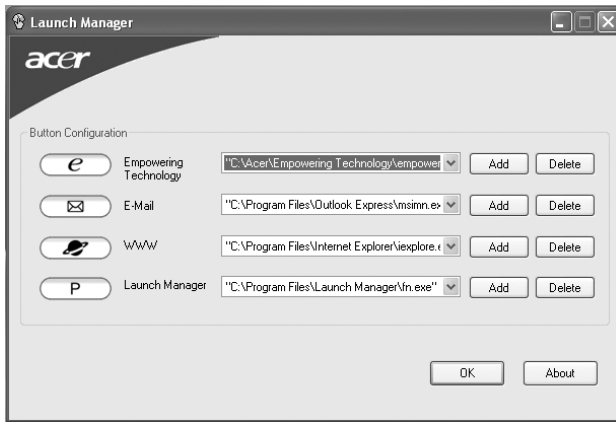 Launch Manager
acer
Button Configuration
e Empowering Technology "C:\Acer\Empowering Technology\empower Add Delete
E-Mail "C:\Program Files\Outlook Express\msimn.ex Add Delete
WWW "C:\Program Files\Internet Explorer\iexplore.e Add Delete
P Launch Manager "C:\Program Files\Launch Manager\fn.exe" Add Delete
OK About